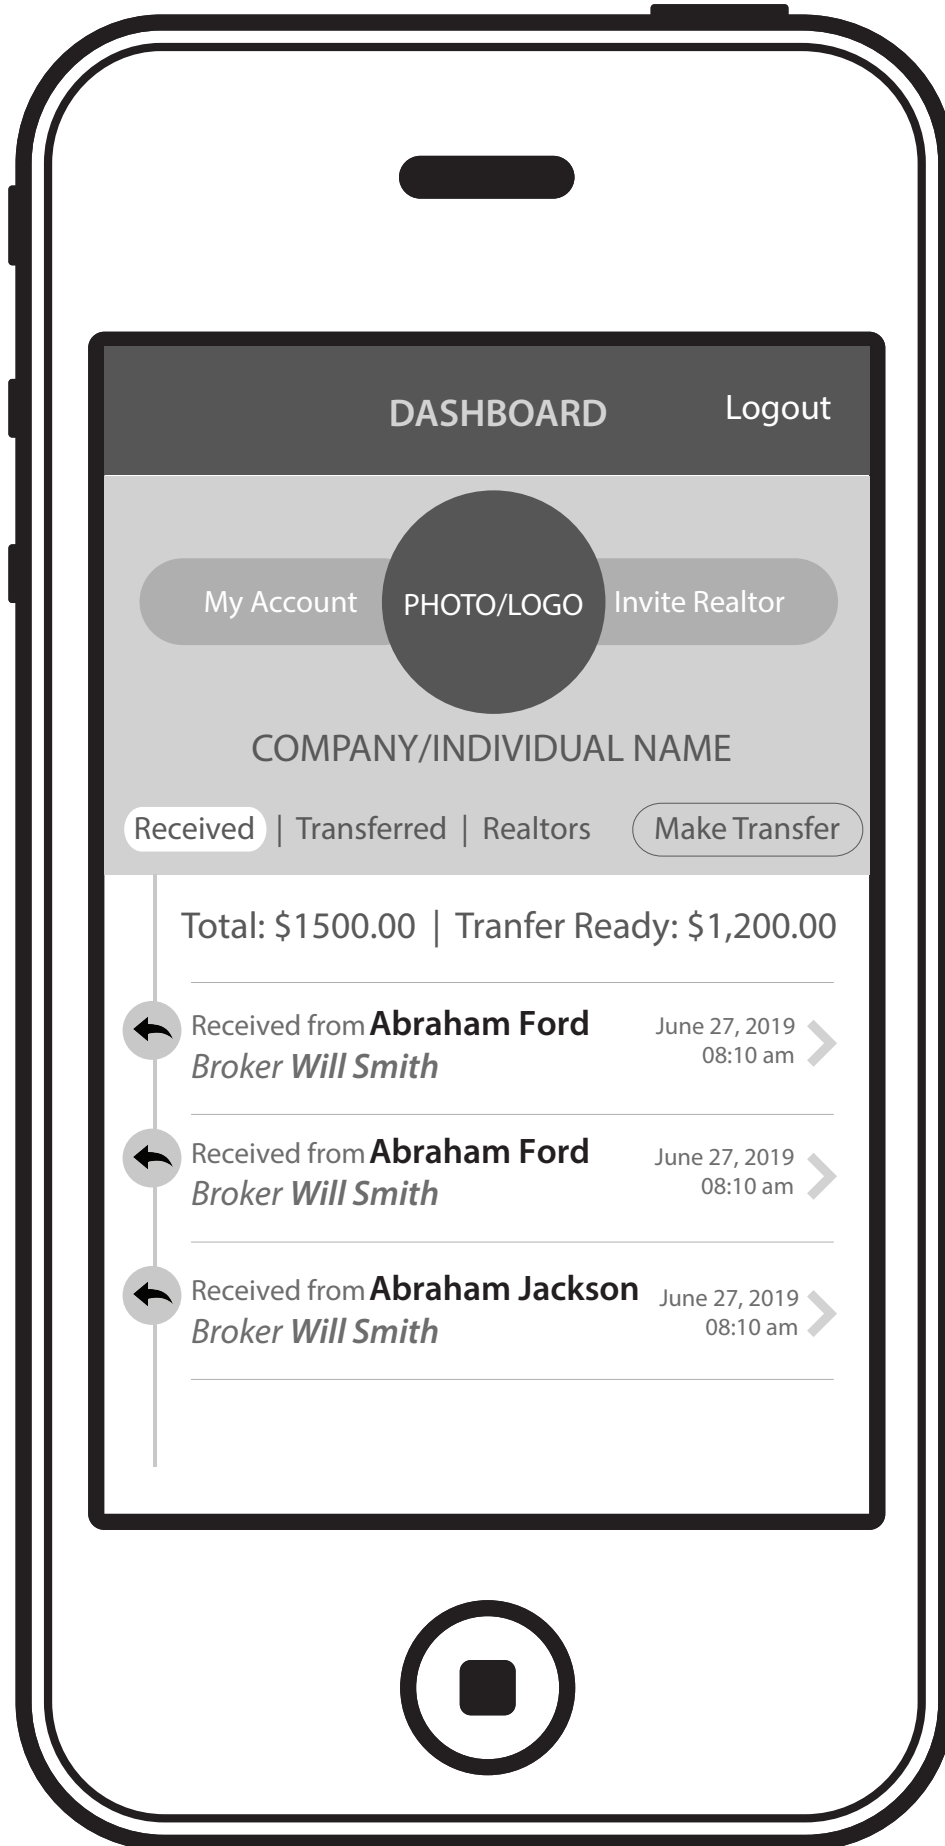 DASHBOARD Logout
My Account PHOTO/LOGO Invite Realtor
COMPANY/INDIVIDUAL NAME
Received | Transferred | Realtors Make Transfer
Total: $1500.00 | Tranfer Ready: $1,200.00
Received from Abraham Ford
Broker Will Smith
June 27, 2019
08:10 am
Received from Abraham Ford
Broker Will Smith
June 27, 2019
08:10 am
Received from Abraham Jackson
Broker Will Smith
June 27, 2019
08:10 am